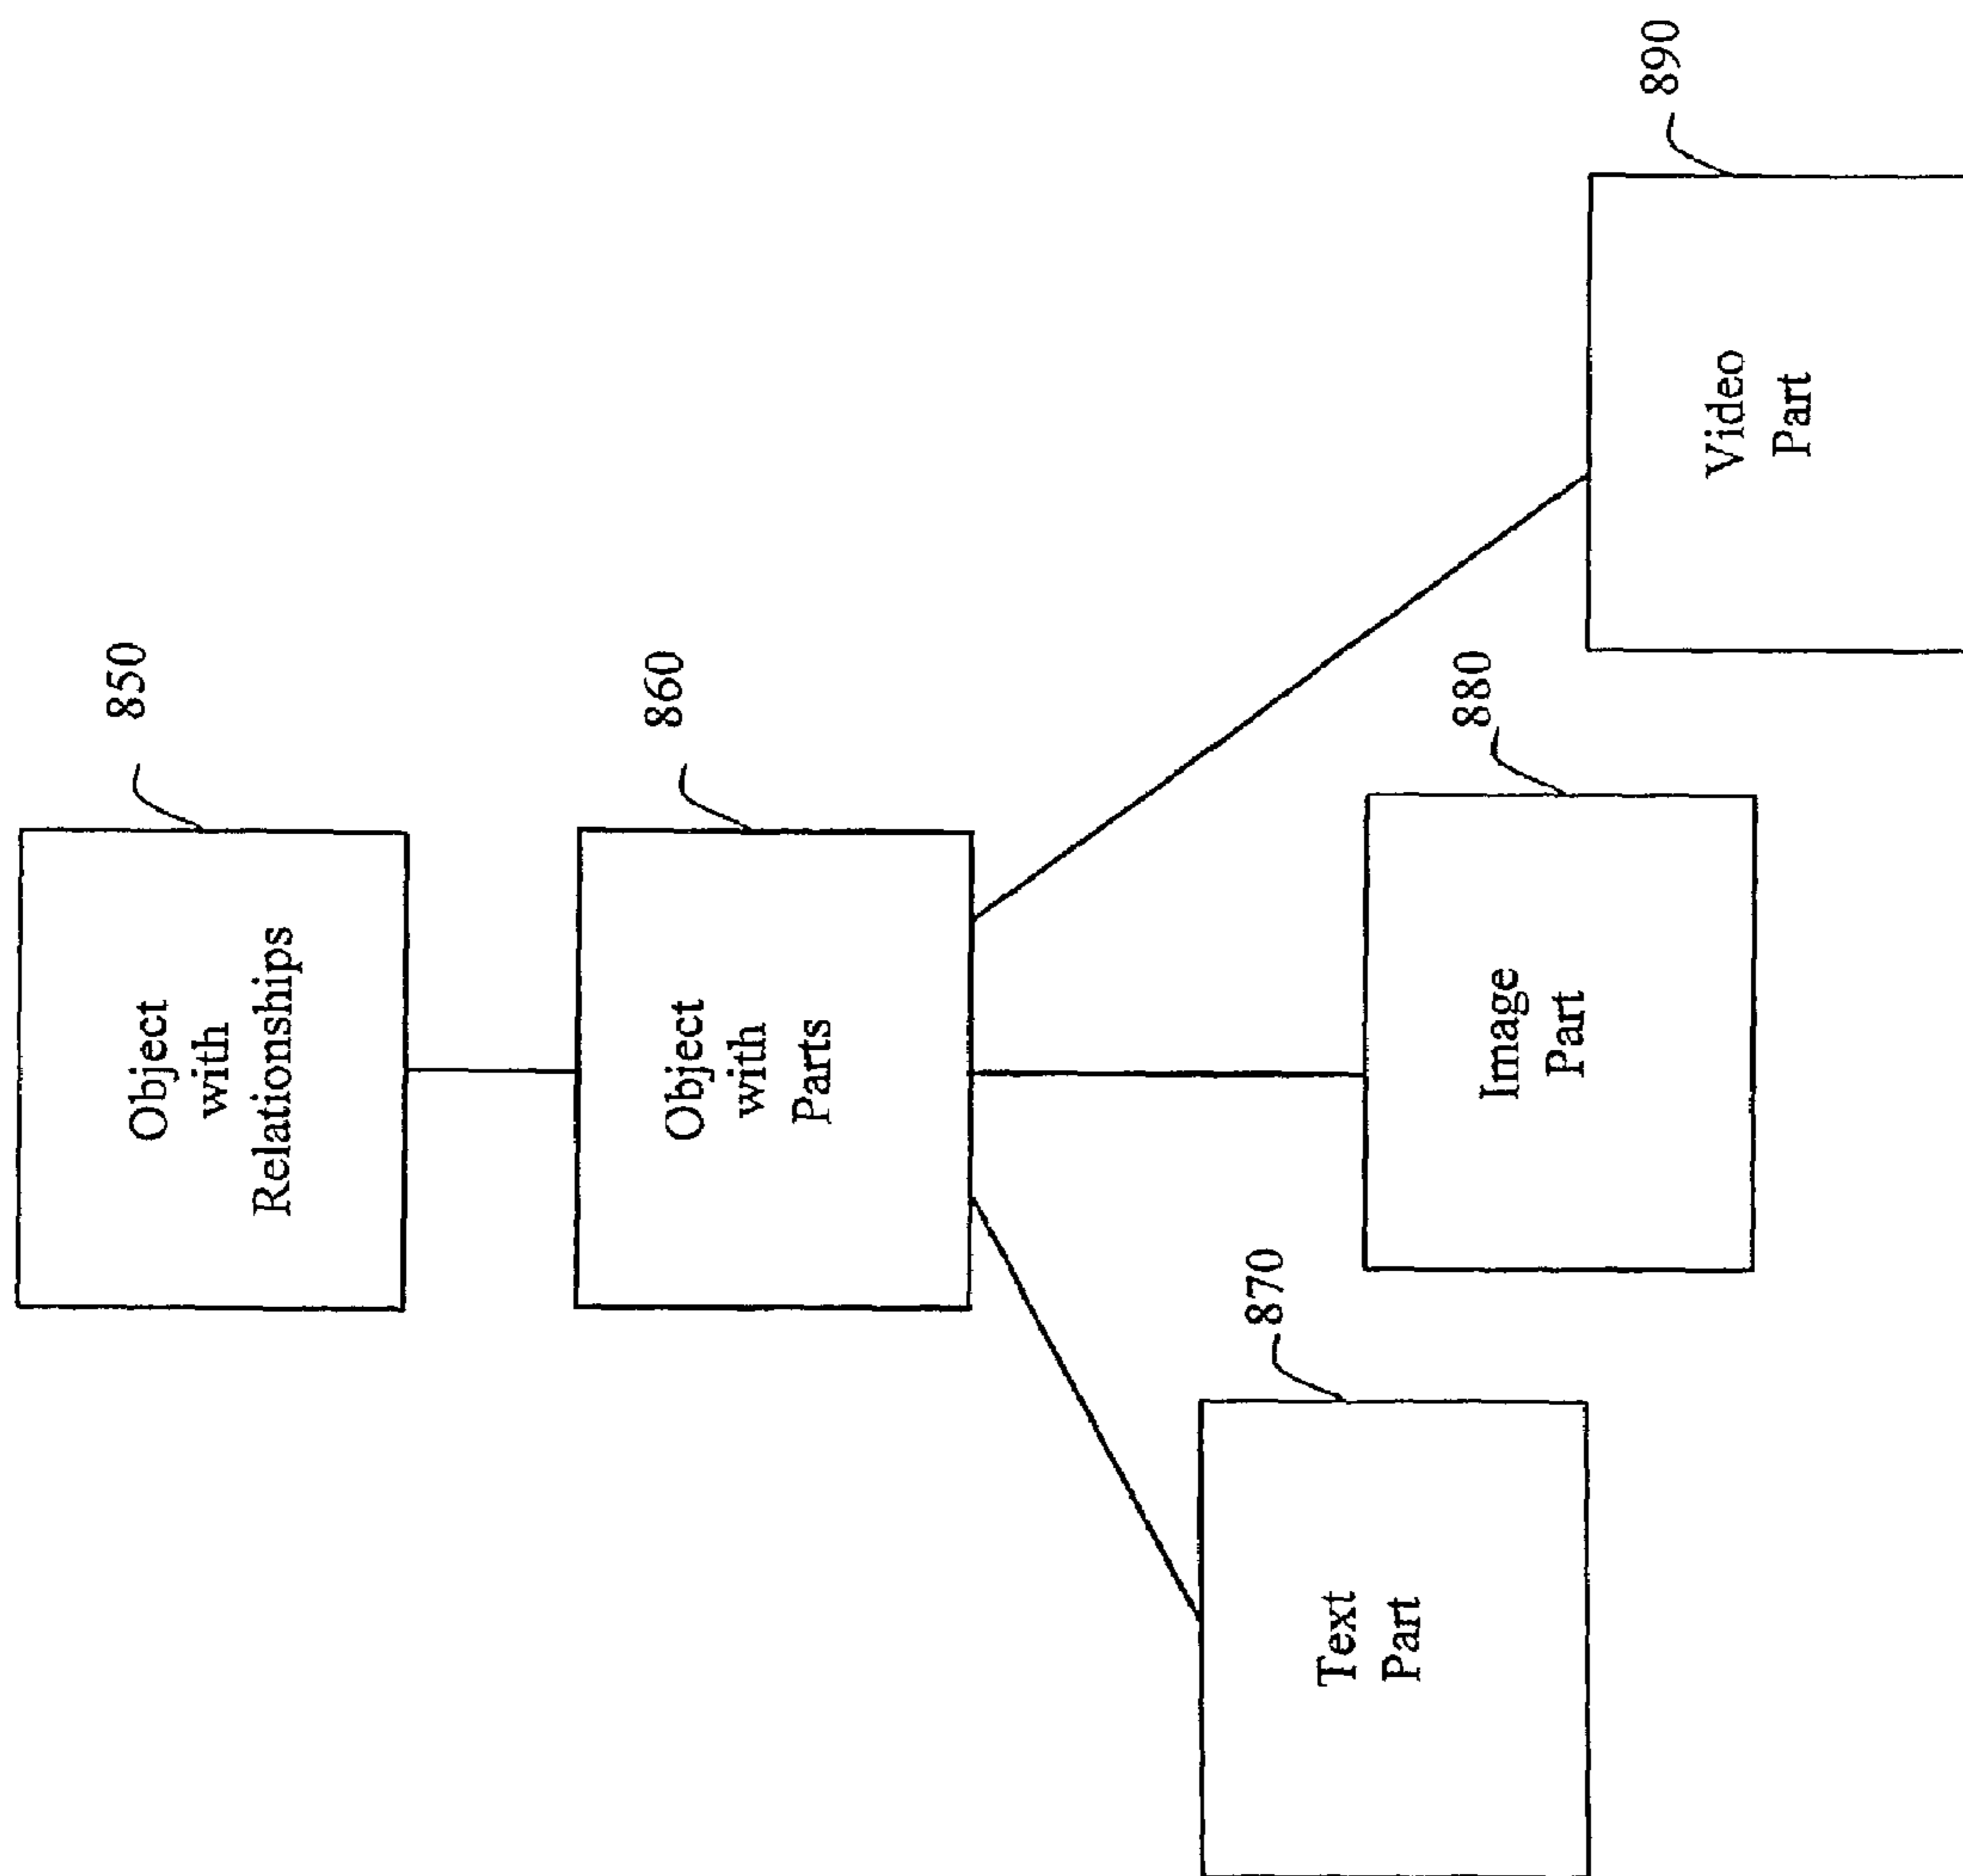 850
Object
with
Relationships
860
Object
with
Parts
870
Text
Part
880
Image
Part
890
Video
Part